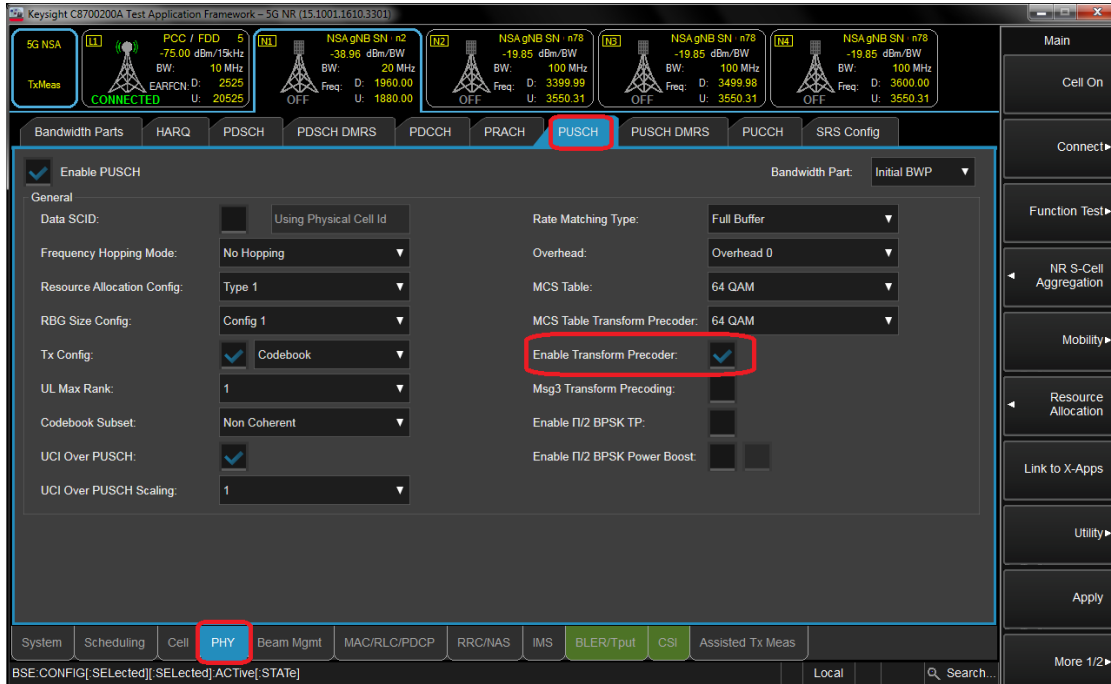 Keysight C8700200A Test Application Framework – 5G NR (15.1001.1610.3301)
5G NSA
TxMeas
L1
PCC / FDD 5
-75.00 dBm/15kHz
BW: 10 MHz
EARFCN: D: 2525
CONNECTED U: 20525
N1
NSA gNB SN · n2
-38.96 dBm/BW
BW: 20 MHz
Freq: D: 1960.00
OFF U: 1880.00
N2
NSA gNB SN · n78
-19.85 dBm/BW
BW: 100 MHz
Freq: D: 3399.99
OFF U: 3550.31
N3
NSA gNB SN · n78
-19.85 dBm/BW
BW: 100 MHz
Freq: D: 3499.98
OFF U: 3550.31
N4
NSA gNB SN · n78
-19.85 dBm/BW
BW: 100 MHz
Freq: D: 3600.00
OFF U: 3550.31
Bandwidth Parts HARQ PDSCH PDSCH DMRS PDCCH PRACH PUSCH PUSCH DMRS PUCCH SRS Config
Enable PUSCH
Bandwidth Part: Initial BWP
General
Data SCID: Using Physical Cell Id
Frequency Hopping Mode: No Hopping
Resource Allocation Config: Type 1
RBG Size Config: Config 1
Tx Config: Codebook
UL Max Rank: 1
Codebook Subset: Non Coherent
UCI Over PUSCH:
UCI Over PUSCH Scaling: 1
Rate Matching Type: Full Buffer
Overhead: Overhead 0
MCS Table: 64 QAM
MCS Table Transform Precoder: 64 QAM
Enable Transform Precoder:
Msg3 Transform Precoding:
Enable Π/2 BPSK TP:
Enable Π/2 BPSK Power Boost:
System Scheduling Cell PHY Beam Mgmt MAC/RLC/PDCP RRC/NAS IMS BLER/Tput CSI Assisted Tx Meas
BSE:CONFIG[:SELected][:SELected]:ACTive[:STATe]
Local
Search...
Main
Cell On
Connect
Function Test
NR S-Cell
Aggregation
Mobility
Resource
Allocation
Link to X-Apps
Utility
Apply
More 1/2